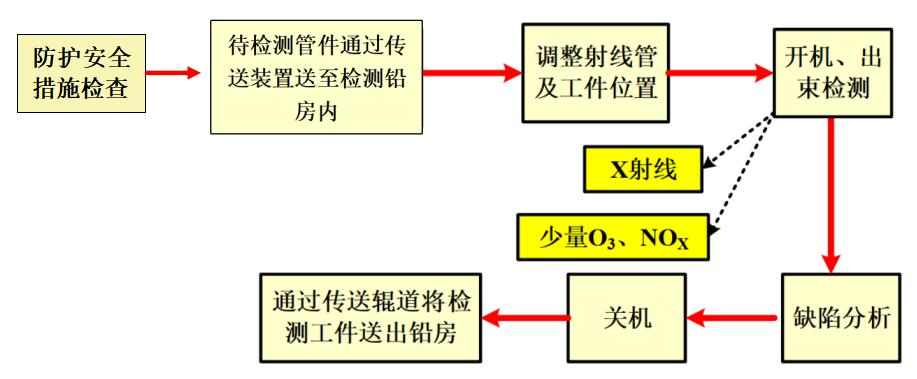 防护安全
措施检查
待检测管件通过传
送装置送至检测铅
房内
调整射线管
及工件位置
开机、出
束检测
X射线
少量O₃、NOₓ
缺陷分析
关机
通过传送辊道将检
测工件送出铅房